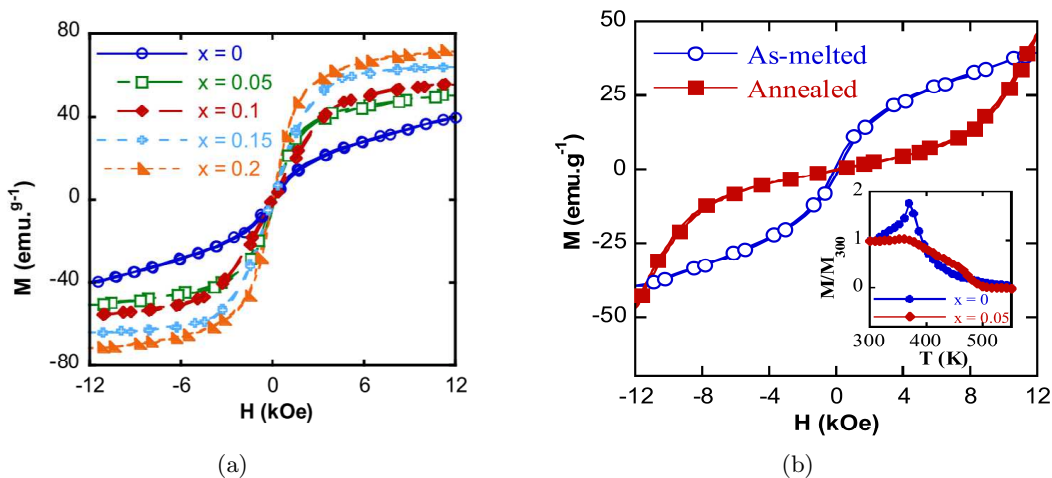 80
40
0
-40
-80
-12
-6
0
6
12
M (emu.g⁻¹)
H (kOe)
x = 0
x = 0.05
x = 0.1
x = 0.15
x = 0.2
(a)
(b)
50
25
0
-25
-50
-12
-8
-4
0
4
8
12
M (emu.g⁻¹)
H (kOe)
As-melted
Annealed
2
1
0
M/M₃₀₀
x = 0
x = 0.05
300
400
500
T (K)